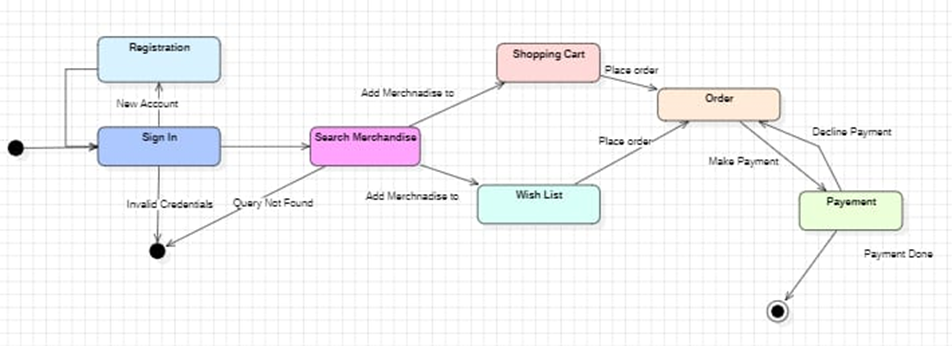 Registration
Shopping Cart
Place order
Add Merchnadise to
New Account
Order
Sign In
Search Merchandise
Place order
Decline Payment
Make Payment
Invalid Credentials
Query Not Found
Add Merchnadise to
Wish List
Payement
Payment Done